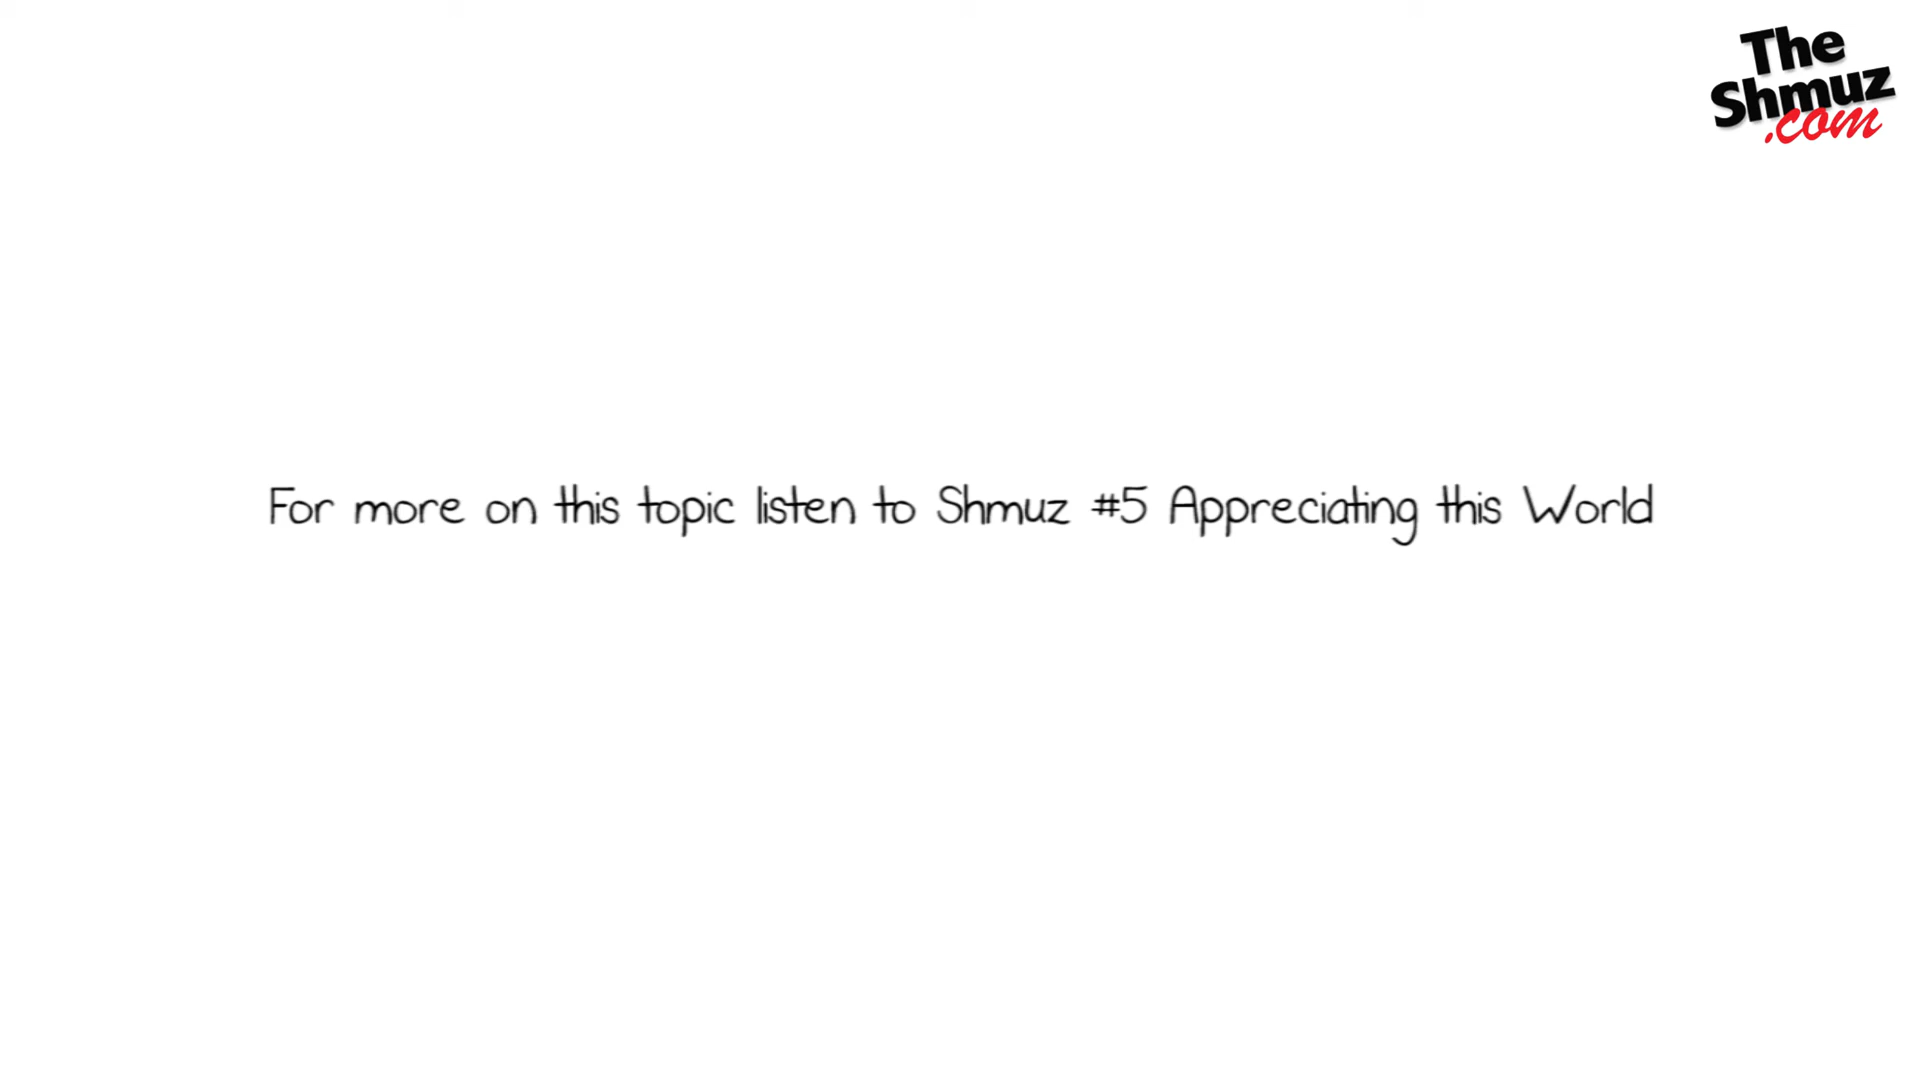 The
Shmuz
.com
For more on this topic listen to Shmuz #5 Appreciating this World